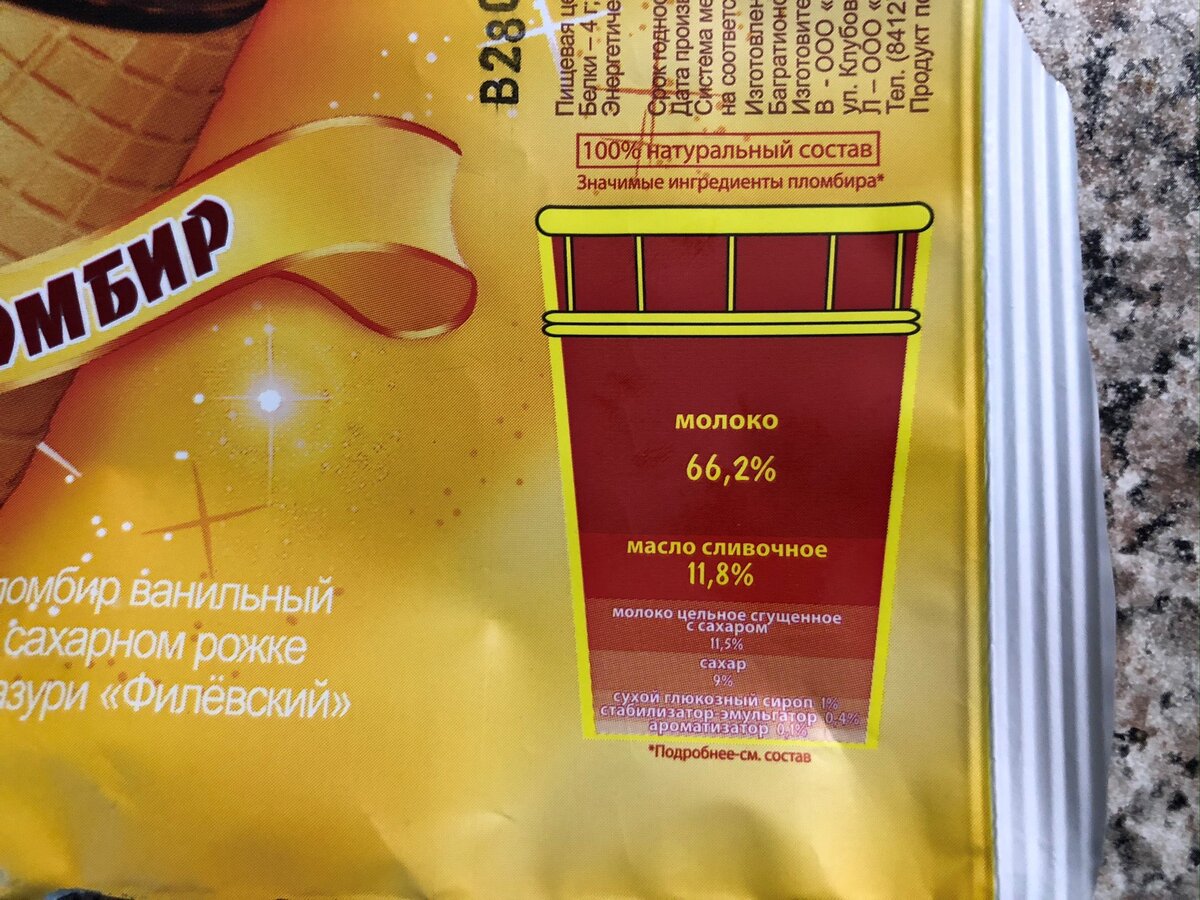 100% натуральный состав
Значимые ингредиенты пломбира*
молоко
66,2%
масло сливочное
11,8%
молоко цельное сгущенное
с сахаром
11,5%
сахар
9%
сухой глюкозный сироп 1%
стабилизатор-эмульгатор 0,4%
ароматизатор 0,1%
*Подробнее-см. состав
ОМБИР
ломбир ванильный
сахарном рожке
азури «Филёвский»
В280
Пищевая це
Белки – 4 г;
Энергетиче
Срок годнос
Дата произв
Система ме
на соответс
Изготовлен
Багратионо
Изготовите
В - ООО «
ул. Клубов
Л – ООО «
Тел. (8412
Продукт по